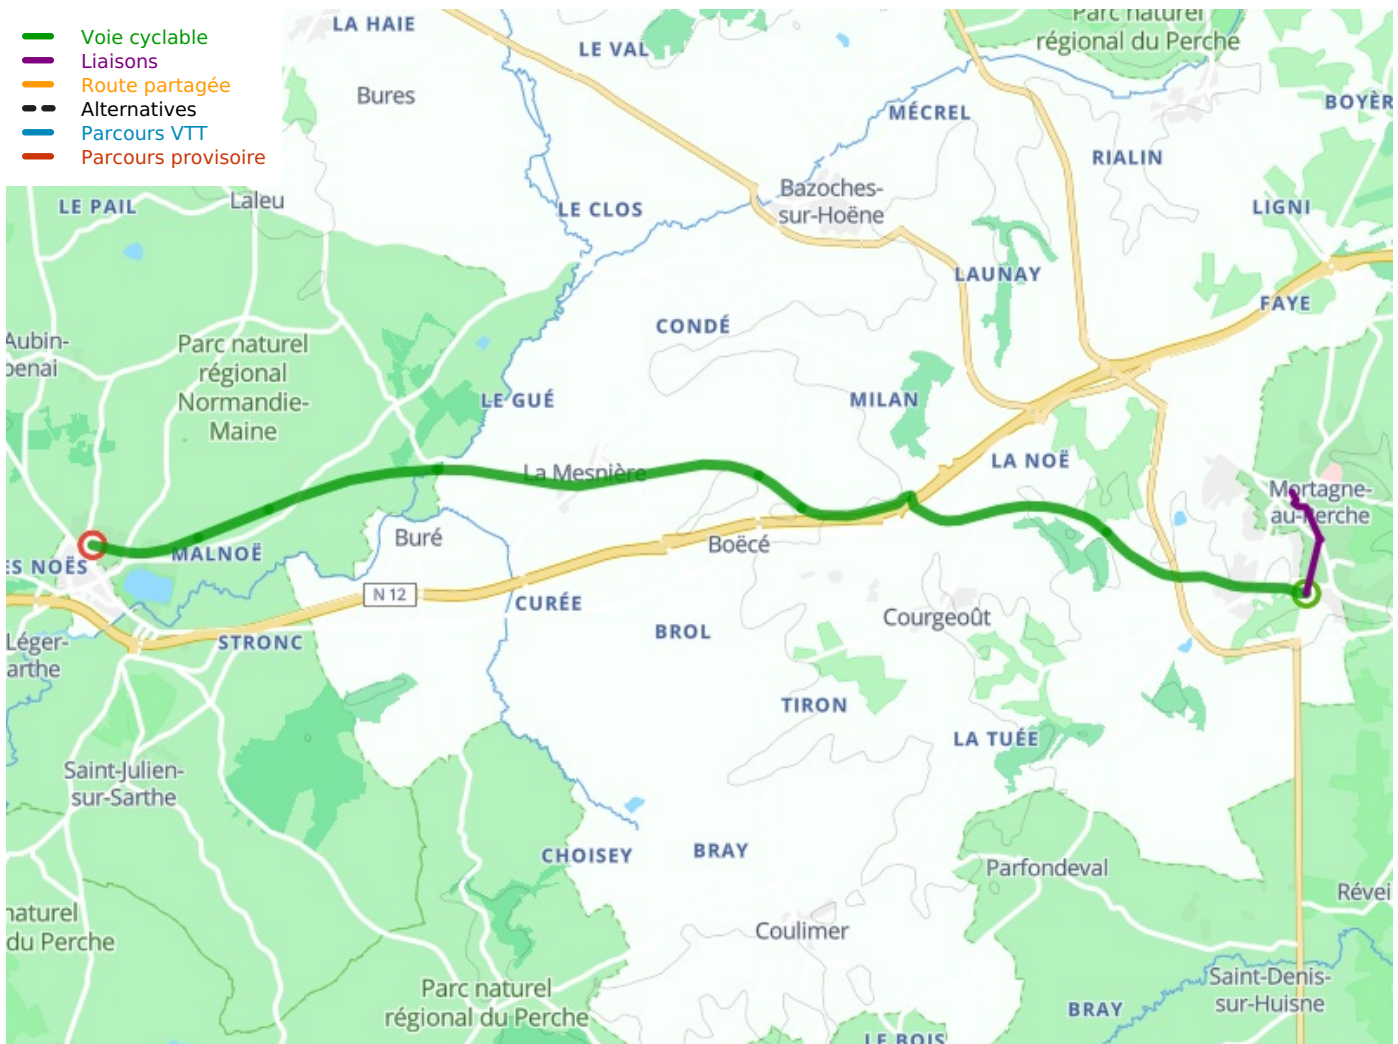 Voie cyclable
Liaisons
Route partagée
Alternatives
Parcours VTT
Parcours provisoire
LA HAIE
LE VAL
Parc naturel
régional du Perche
Bures
MÉCREL
BOYÈR
RIALIN
LE PAIL
Laleu
LE CLOS
Bazoches-
sur-Hoëne
LIGNI
LAUNAY
FAYE
CONDÉ
Aubin-
benai
Parc naturel
régional
Normandie-
Maine
LE GUÉ
MILAN
LA NOË
La Mesnière
Mortagne-
au-Perche
Buré
Boëcé
MALNOË
ES NOËS
N 12
CURÉE
Courgeoût
BROL
STRONC
Léger-
arthe
TIRON
LA TUÉE
Saint-Julien-
sur-Sarthe
CHOISEY
BRAY
Parfondeval
Révei
naturel
du Perche
Coulimer
Parc naturel
régional du Perche
Saint-Denis-
sur-Huisne
BRAY
LE BOIS